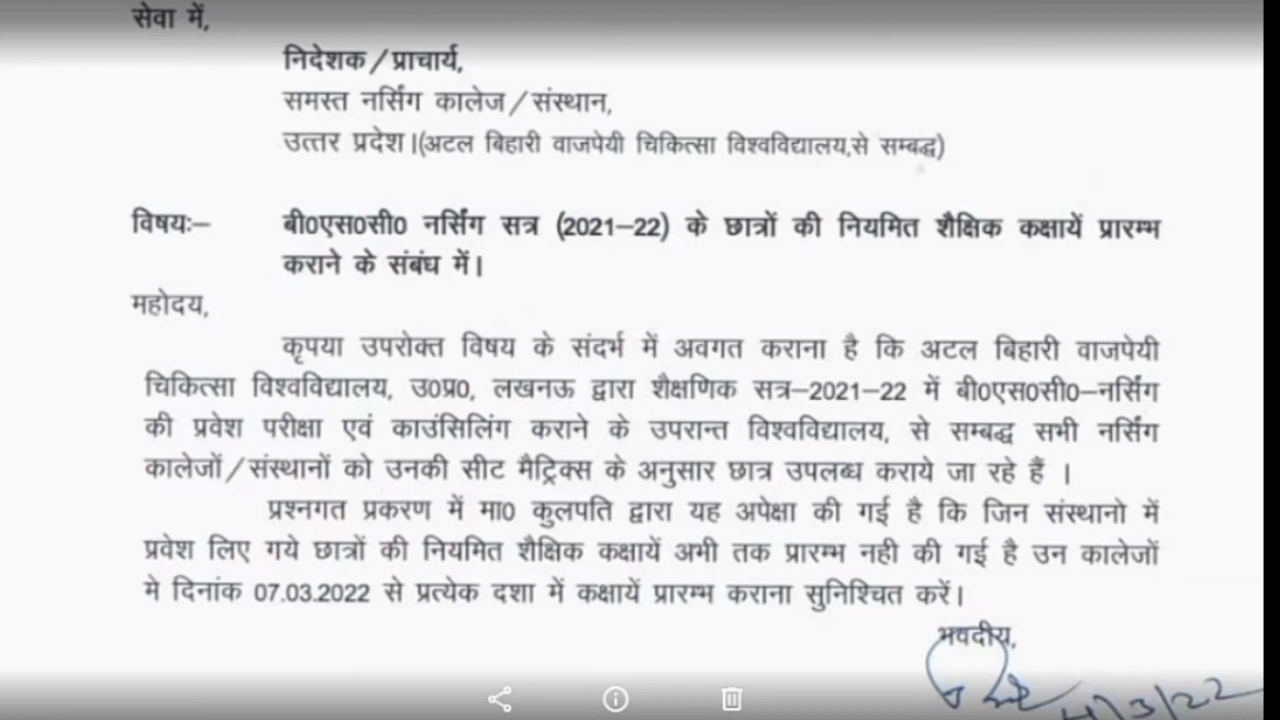 सेवा में,
निदेशक/प्राचार्य,
समस्त नर्सिंग कालेज/संस्थान,
उत्तर प्रदेश।(अटल बिहारी वाजपेयी चिकित्सा विश्वविद्यालय,से सम्बद्ध)
विषयः– बी0एस0सी0 नर्सिंग सत्र (2021–22) के छात्रों की नियमित शैक्षिक कक्षायें प्रारम्भ
कराने के संबंध में।
महोदय,
कृपया उपरोक्त विषय के संदर्भ में अवगत कराना है कि अटल बिहारी वाजपेयी
चिकित्सा विश्वविद्यालय, उ0प्र0, लखनऊ द्वारा शैक्षणिक सत्र–2021–22 में बी0एस0सी0–नर्सिंग
की प्रवेश परीक्षा एवं काउंसिलिंग कराने के उपरान्त विश्वविद्यालय, से सम्बद्ध सभी नर्सिंग
कालेजों/संस्थानों को उनकी सीट मैट्रिक्स के अनुसार छात्र उपलब्ध कराये जा रहे हैं ।
प्रश्नगत प्रकरण में मा0 कुलपति द्वारा यह अपेक्षा की गई है कि जिन संस्थानो में
प्रवेश लिए गये छात्रों की नियमित शैक्षिक कक्षायें अभी तक प्रारम्भ नही की गई है उन कालेजों
मे दिनांक 07.03.2022 से प्रत्येक दशा में कक्षायें प्रारम्भ कराना सुनिश्चित करें।
भवदीय,